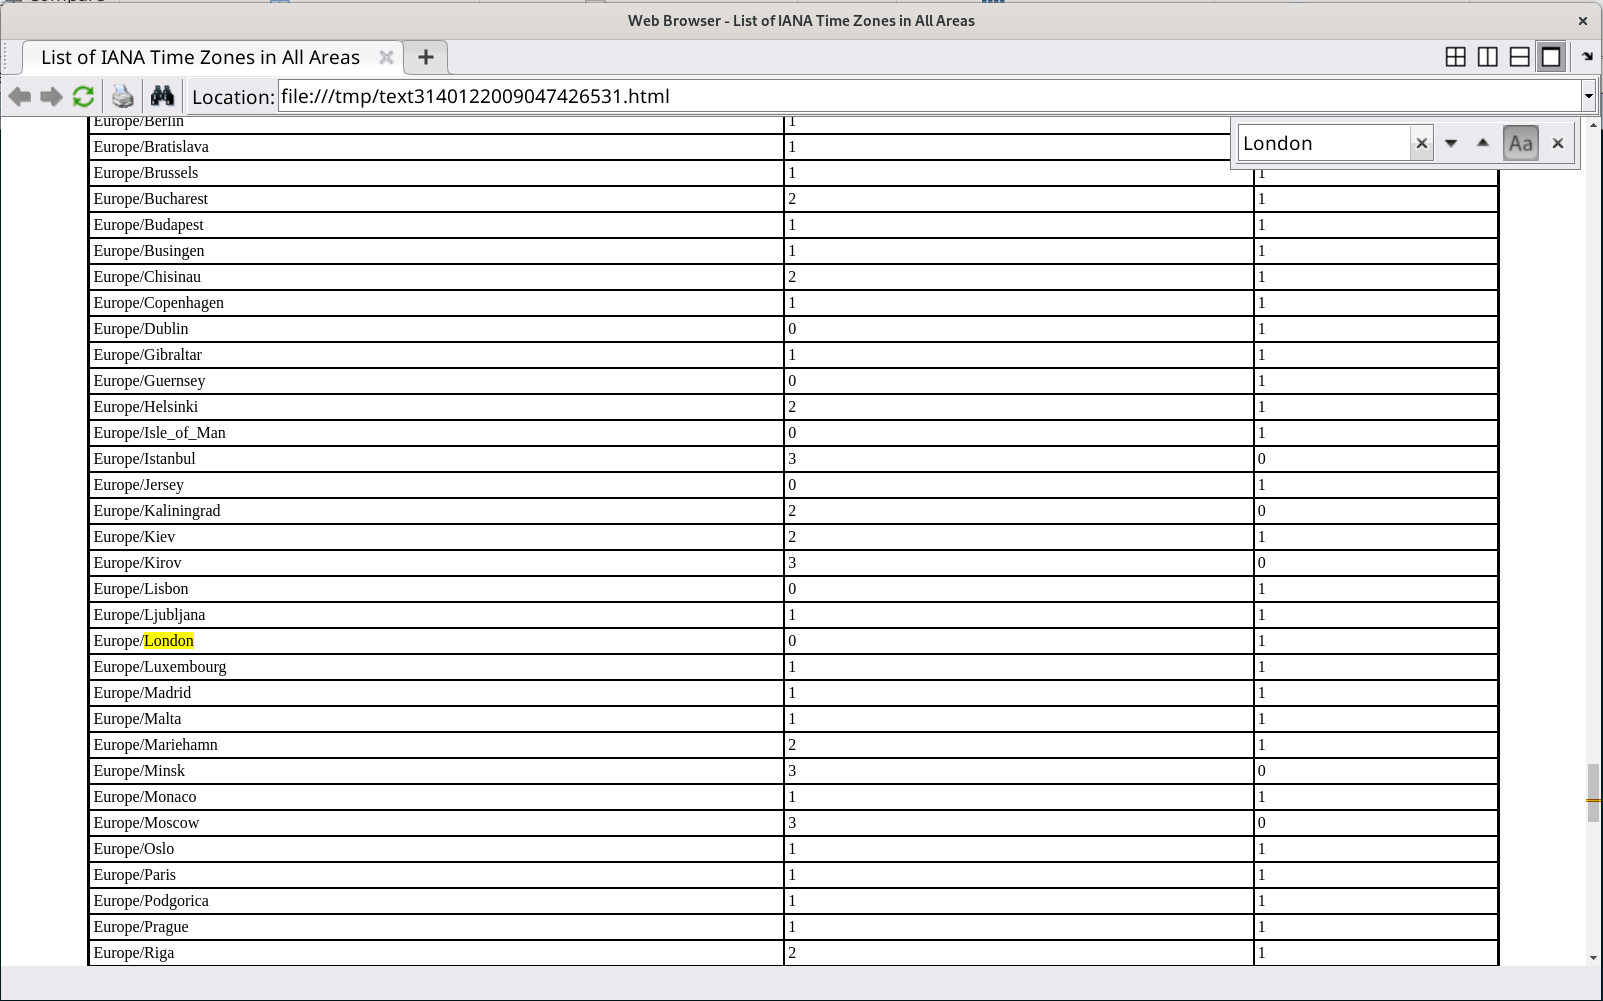 Web Browser - List of IANA Time Zones in All Areas
List of IANA Time Zones in All Areas
Location: file:///tmp/text3140122009047426531.html
London
Aa
Europe/Berlin 1
Europe/Bratislava 1
Europe/Brussels 1 1
Europe/Bucharest 2 1
Europe/Budapest 1 1
Europe/Busingen 1 1
Europe/Chisinau 2 1
Europe/Copenhagen 1 1
Europe/Dublin 0 1
Europe/Gibraltar 1 1
Europe/Guernsey 0 1
Europe/Helsinki 2 1
Europe/Isle_of_Man 0 1
Europe/Istanbul 3 0
Europe/Jersey 0 1
Europe/Kaliningrad 2 0
Europe/Kiev 2 1
Europe/Kirov 3 0
Europe/Lisbon 0 1
Europe/Ljubljana 1 1
Europe/London 0 1
Europe/Luxembourg 1 1
Europe/Madrid 1 1
Europe/Malta 1 1
Europe/Mariehamn 2 1
Europe/Minsk 3 0
Europe/Monaco 1 1
Europe/Moscow 3 0
Europe/Oslo 1 1
Europe/Paris 1 1
Europe/Podgorica 1 1
Europe/Prague 1 1
Europe/Riga 2 1